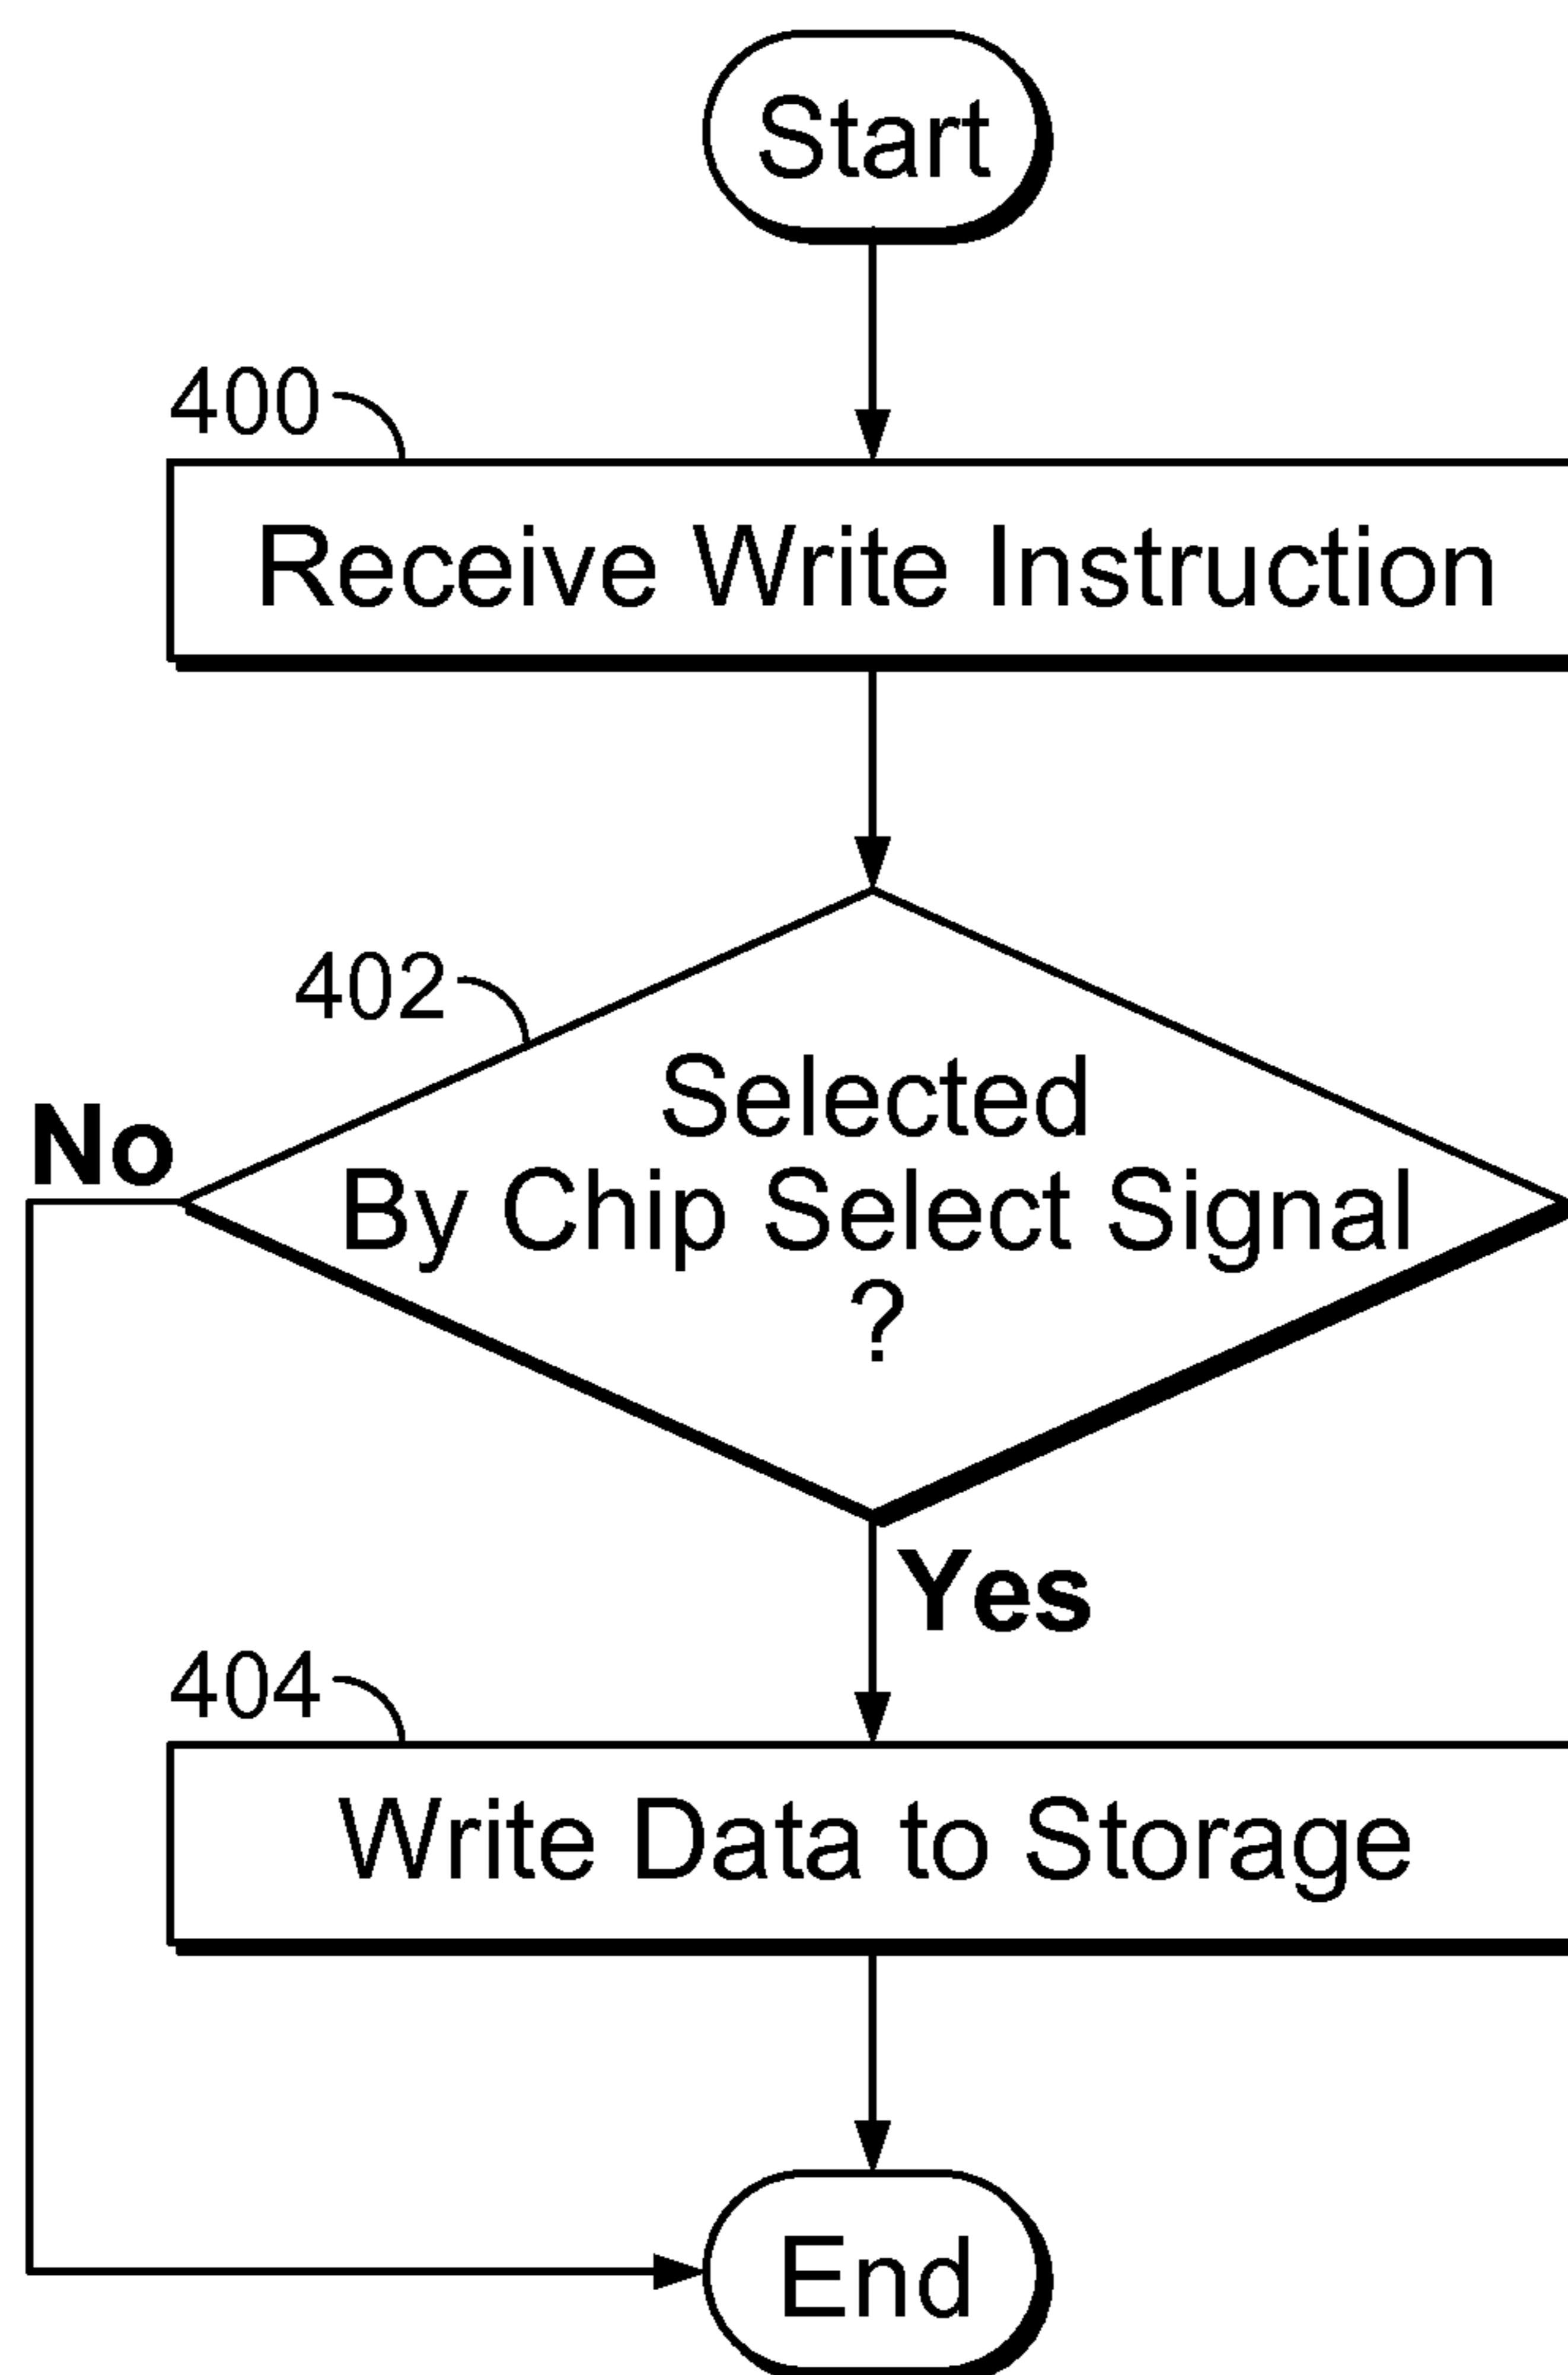 Start
400
Receive Write Instruction
402
Selected
No
By Chip Select Signal
?
Yes
404
Write Data to Storage
End